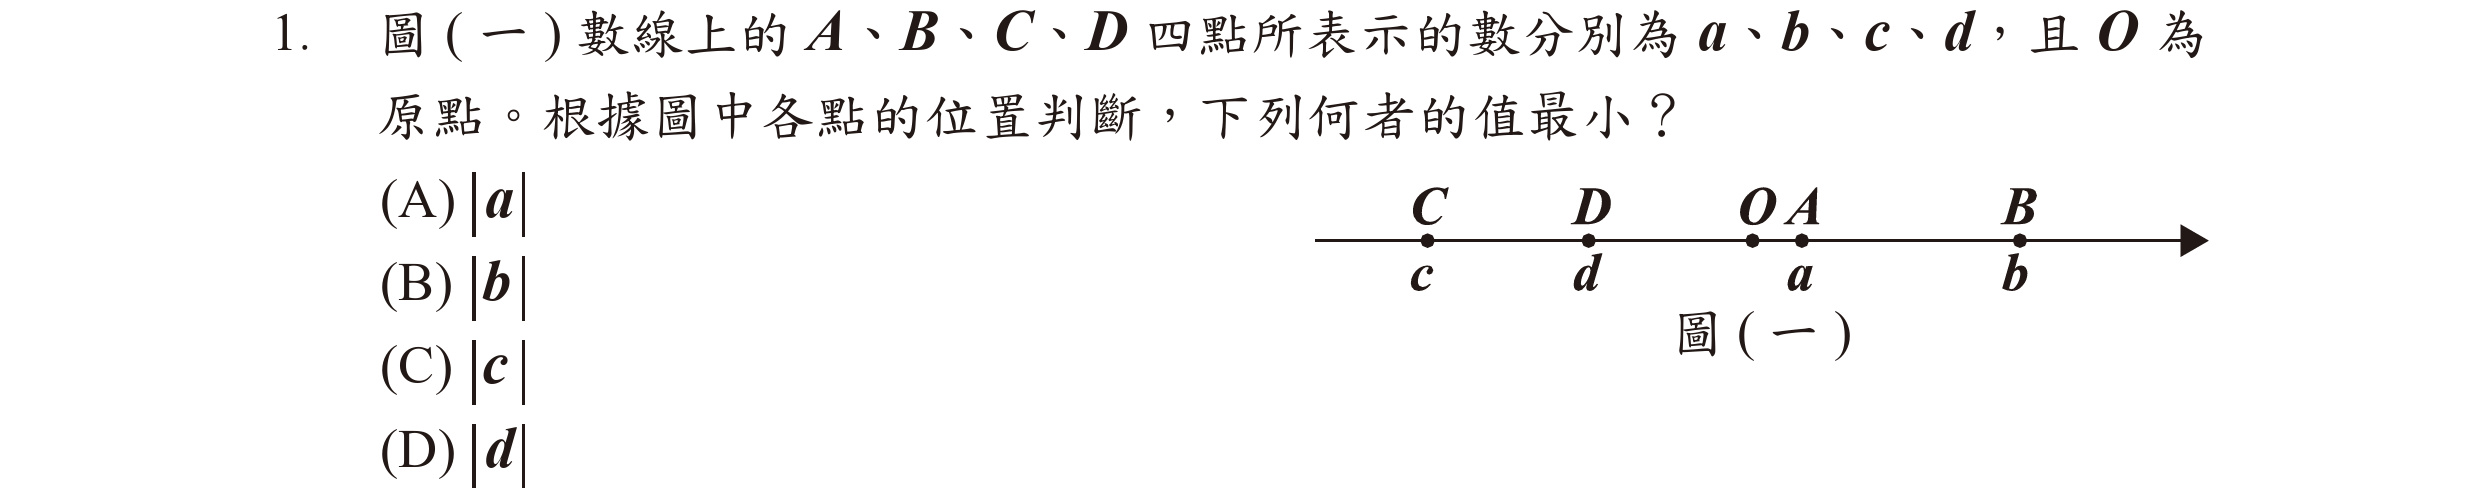 1. 圖（一）數線上的 A、B、C、D 四點所表示的數分別為 a、b、c、d，且 O 為
原點。根據圖中各點的位置判斷，下列何者的值最小？
(A) |a|
(B) |b|
(C) |c|
(D) |d|
C D O A B
c d a b
圖（一）